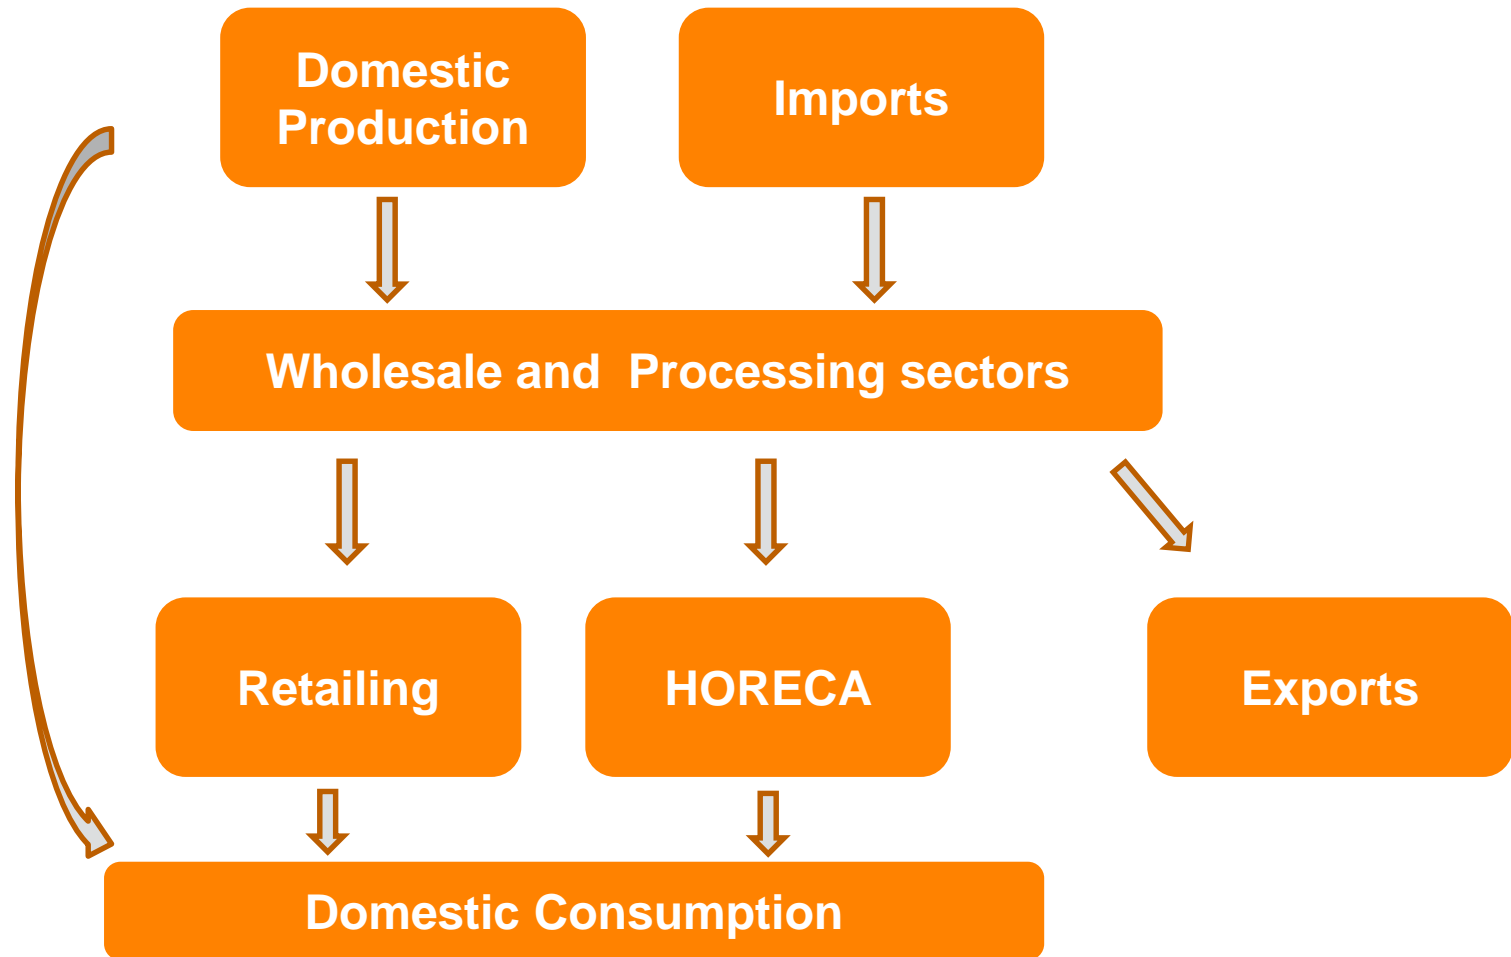 Domestic
Production
Imports
Wholesale and  Processing sectors
Retailing
HORECA
Exports
Domestic Consumption